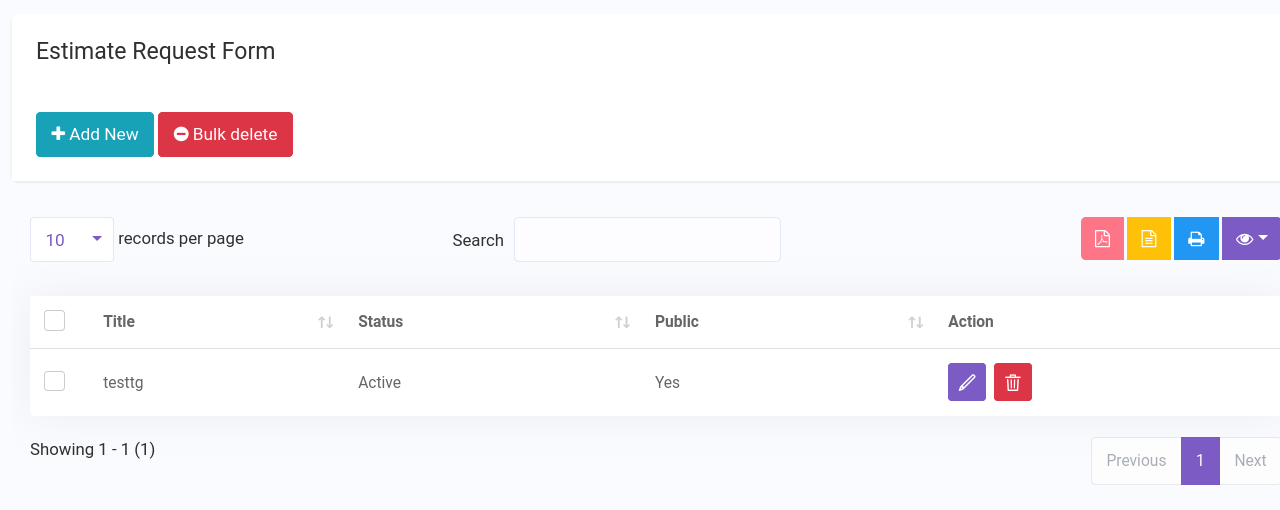 Estimate Request Form
Add New Bulk delete
10 records per page Search
Title Status Public Action
testtg Active Yes
Showing 1 - 1 (1)
Previous 1 Next